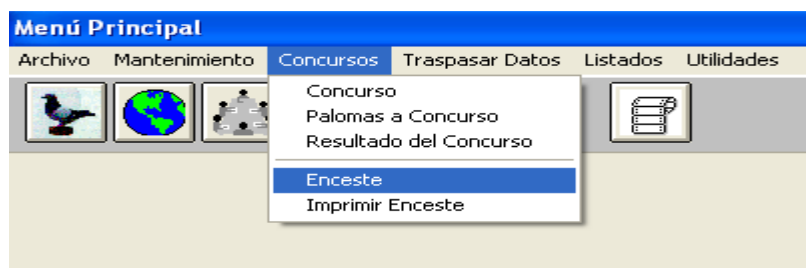 Menú Principal
Archivo Mantenimiento Concursos Traspasar Datos Listados Utilidades
Concurso
Palomas a Concurso
Resultado del Concurso
Enceste
Imprimir Enceste